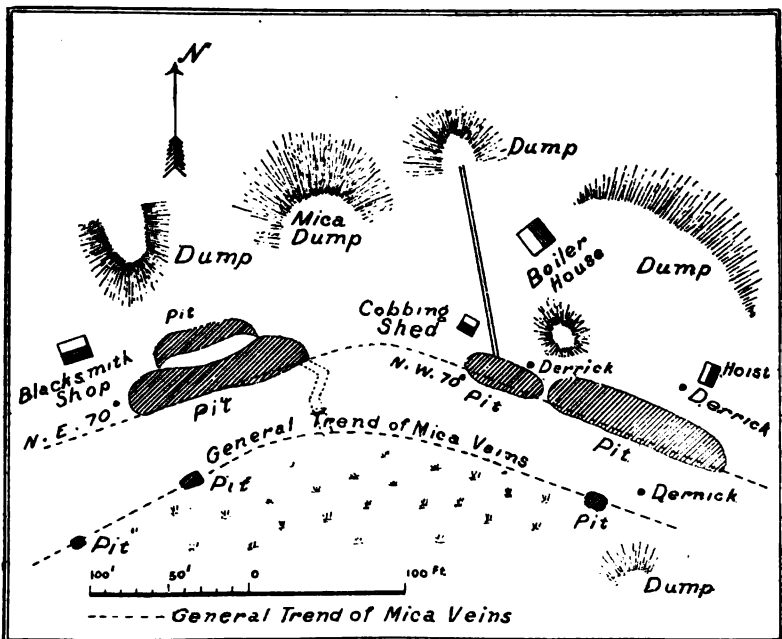 N
Dump
Mica
Dump
Dump
Boiler
House
Dump
Pit
Cobbing
Shed
Blacksmith
Shop
Derrick
Hoist
N. W. 70°
Pit
Derrick
N. E. 70°
Pit
Pit
General Trend of Mica Veins
Pit
Derrick
Pit
Pit"
100' 50' 0 100 Ft.
Dump
General Trend of Mica Veins